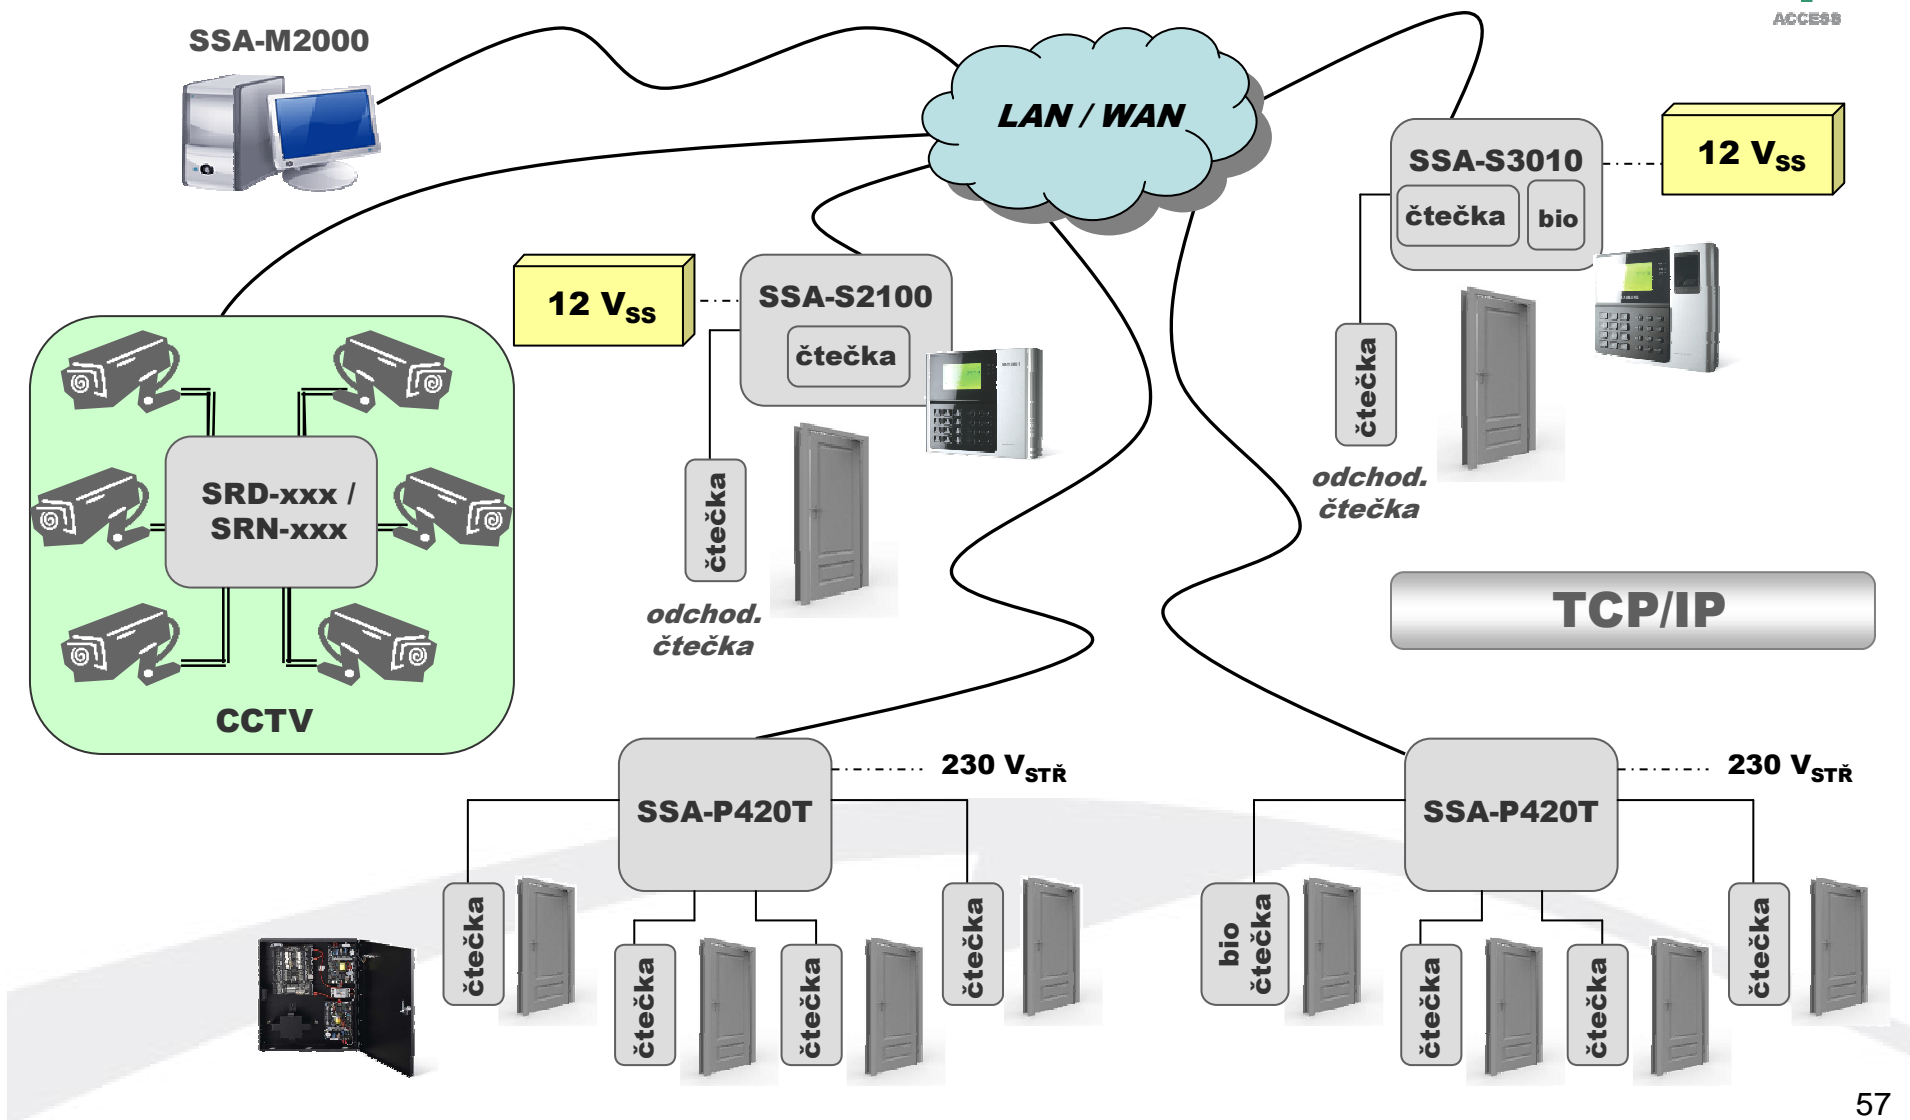 ACCESS
SSA-M2000
LAN / WAN
SSA-S3010
čtečka
bio
12 VSS
čtečka
odchod.
čtečka
12 VSS
SSA-S2100
čtečka
čtečka
odchod.
čtečka
SRD-xxx /
SRN-xxx
CCTV
TCP/IP
SSA-P420T
230 VSTŘ
čtečka
čtečka
čtečka
čtečka
SSA-P420T
230 VSTŘ
bio
čtečka
čtečka
čtečka
čtečka
57